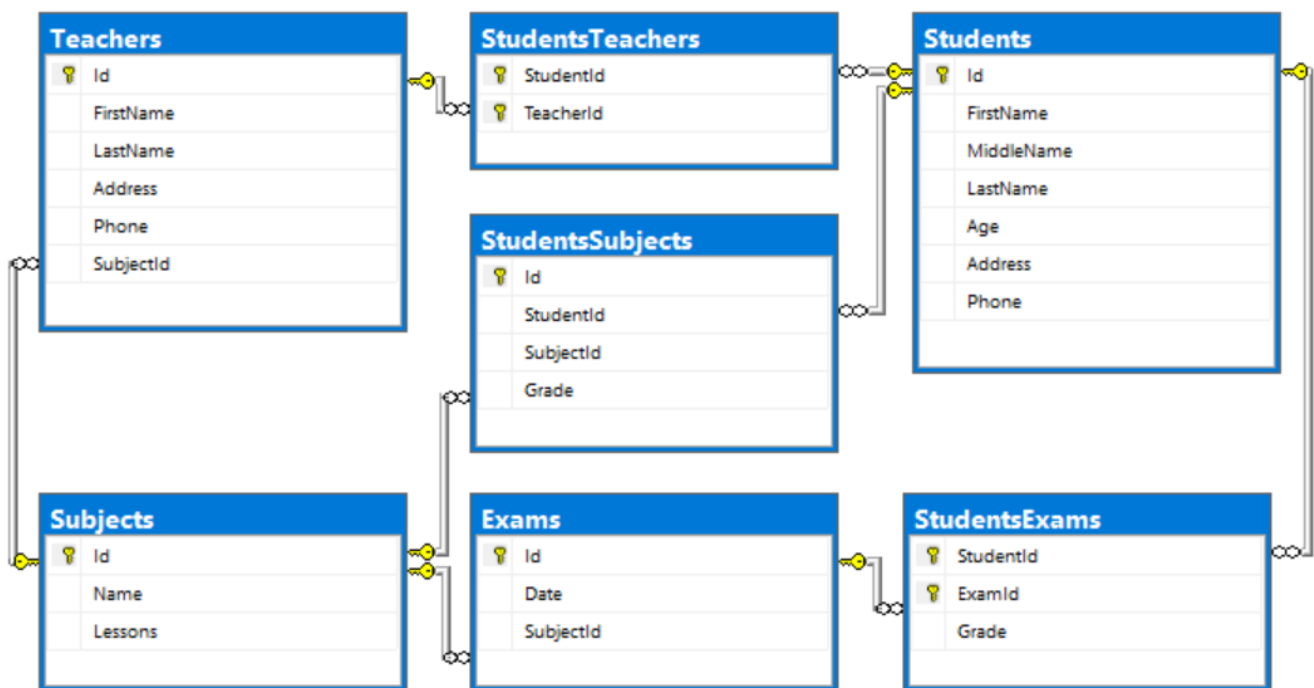 Teachers
Id
FirstName
LastName
Address
Phone
SubjectId
StudentsTeachers
StudentId
TeacherId
Students
Id
FirstName
MiddleName
LastName
Age
Address
Phone
StudentsSubjects
Id
StudentId
SubjectId
Grade
Subjects
Id
Name
Lessons
Exams
Id
Date
SubjectId
StudentsExams
StudentId
ExamId
Grade